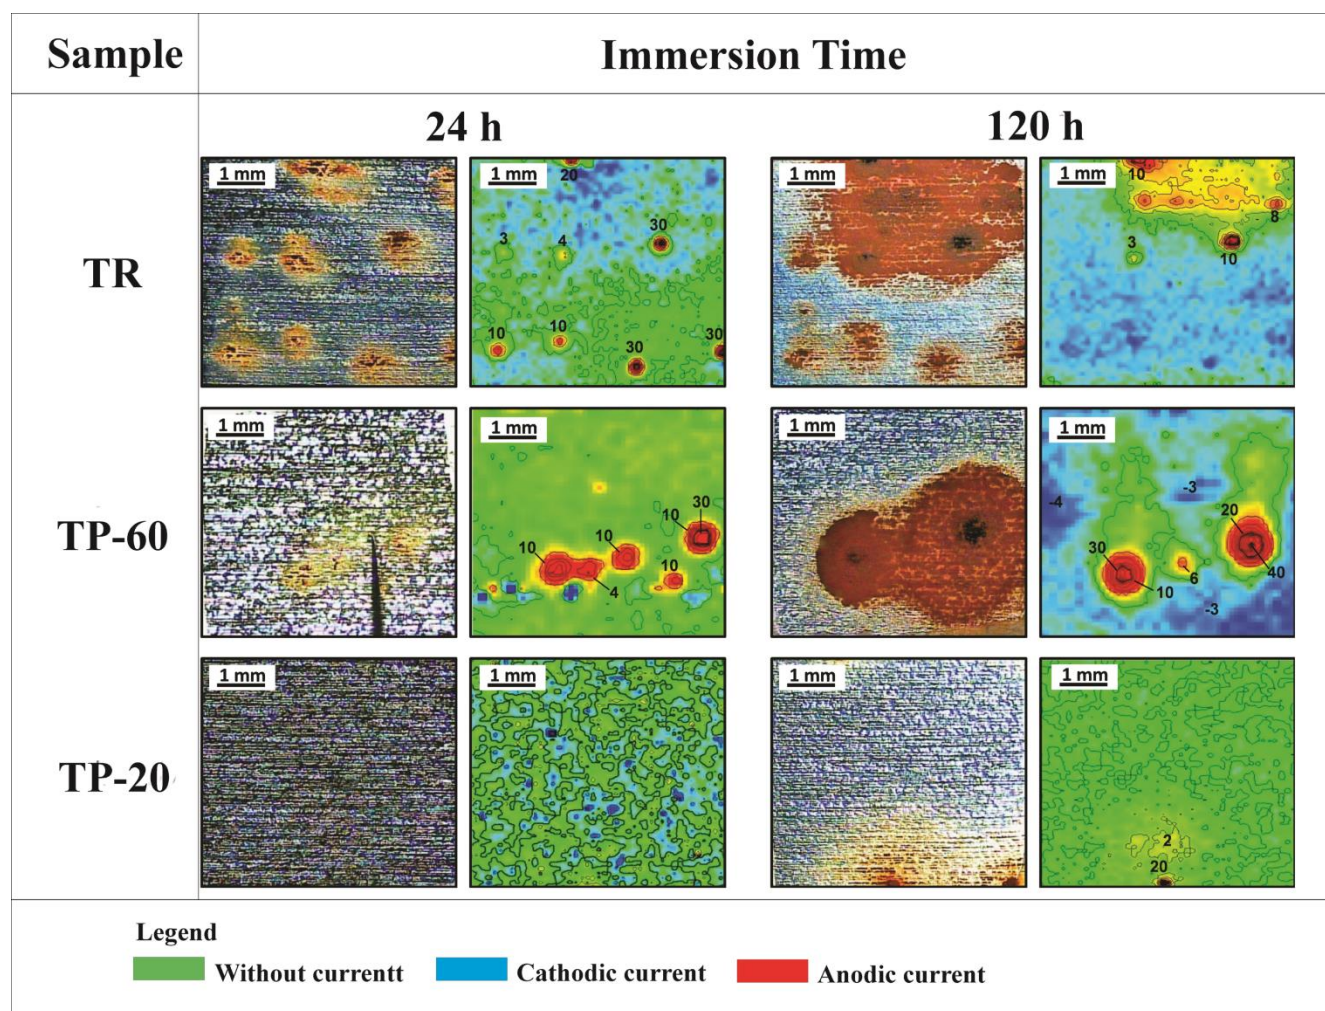 Sample
Immersion Time
24 h
120 h
TR
1 mm
1 mm
20
3
4
30
10
10
30
30
1 mm
1 mm
10
8
3
10
TP-60
1 mm
1 mm
30
10
10
10
10
4
1 mm
1 mm
-3
-4
20
30
6
10
40
-3
TP-20
1 mm
1 mm
1 mm
1 mm
2
20
Legend
Without currentt
Cathodic current
Anodic current